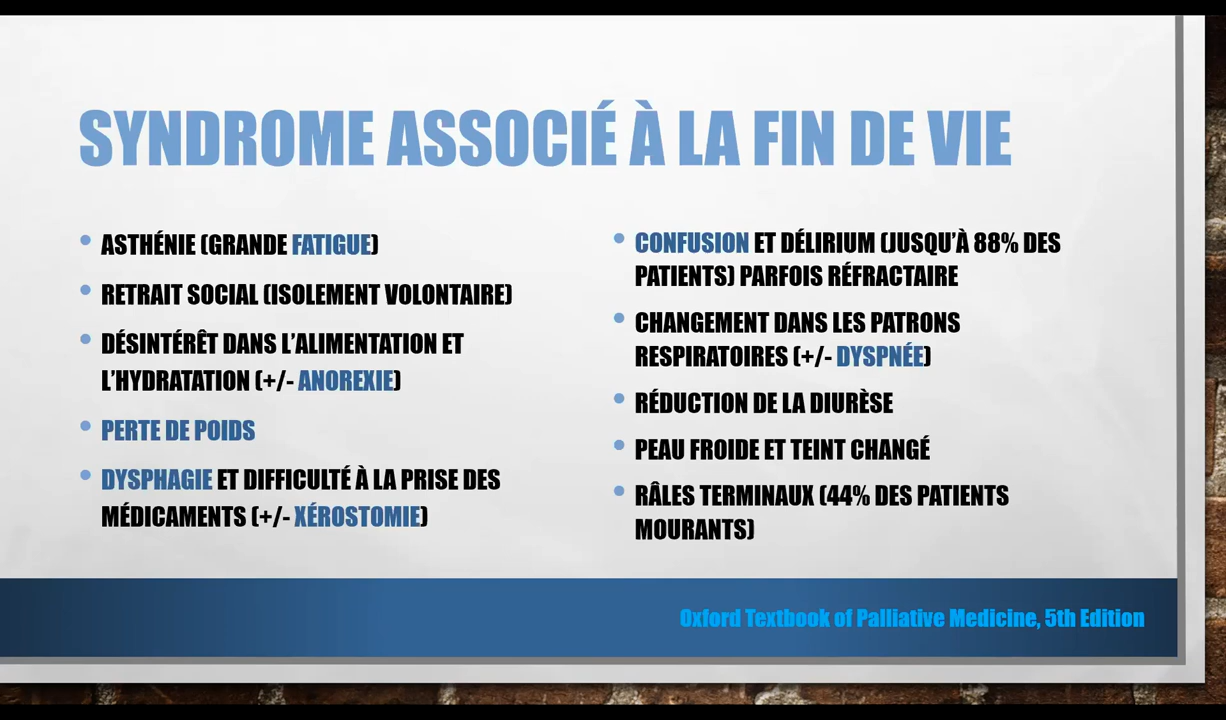 SYNDROME ASSOCIÉ À LA FIN DE VIE
• ASTHÉNIE (GRANDE FATIGUE)
• RETRAIT SOCIAL (ISOLEMENT VOLONTAIRE)
• DÉSINTÉRÊT DANS L’ALIMENTATION ET
L’HYDRATATION (+/- ANOREXIE)
• PERTE DE POIDS
• DYSPHAGIE ET DIFFICULTÉ À LA PRISE DES
MÉDICAMENTS (+/- XÉROSTOMIE)
• CONFUSION ET DÉLIRIUM (JUSQU’À 88% DES
PATIENTS) PARFOIS RÉFRACTAIRE
• CHANGEMENT DANS LES PATRONS
RESPIRATOIRES (+/- DYSPNÉE)
• RÉDUCTION DE LA DIURÈSE
• PEAU FROIDE ET TEINT CHANGÉ
• RÂLES TERMINAUX (44% DES PATIENTS
MOURANTS)
Oxford Textbook of Palliative Medicine, 5th Edition